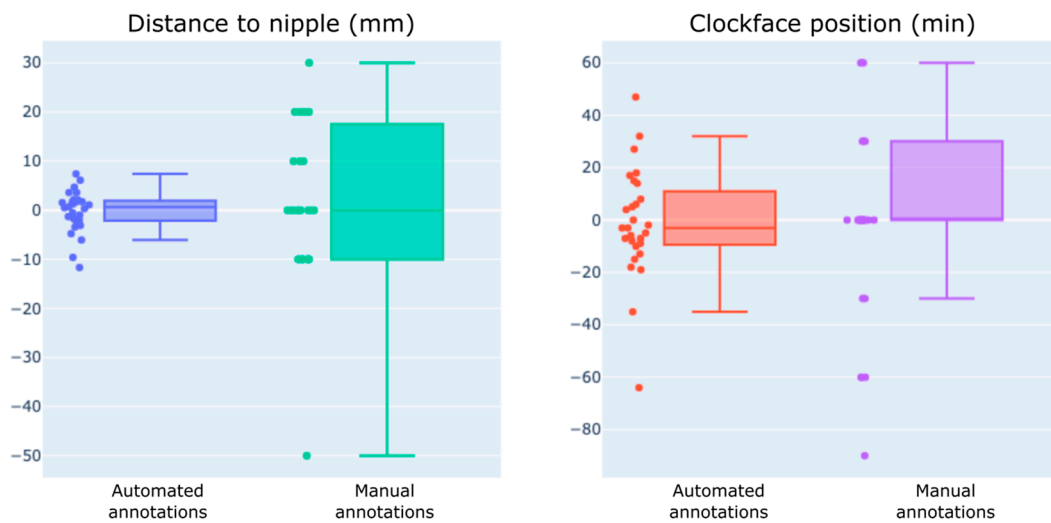 Distance to nipple (mm)
30
20
10
0
−10
−20
−30
−40
−50
Automated
annotations
Manual
annotations
Clockface position (min)
60
40
20
0
−20
−40
−60
−80
Automated
annotations
Manual
annotations